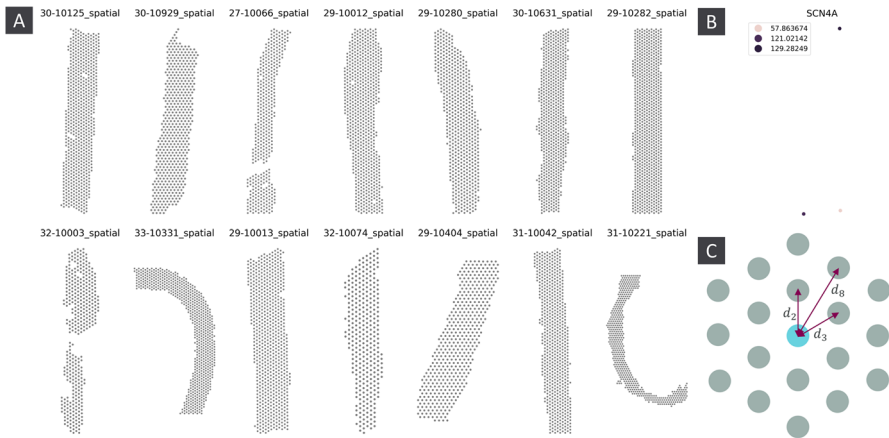 A
30-10125_spatial 30-10929_spatial 27-10066_spatial 29-10012_spatial 29-10280_spatial 30-10631_spatial 29-10282_spatial
32-10003_spatial 33-10331_spatial 29-10013_spatial 32-10074_spatial 29-10404_spatial 31-10042_spatial 31-10221_spatial
B
SCN4A
57.863674
121.02142
129.28249
C
d8
d2
d3